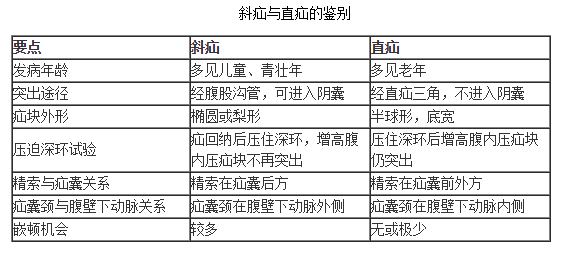 斜疝与直疝的鉴别
要点 斜疝 直疝
发病年龄 多见儿童、青壮年 多见老年
突出途径 经腹股沟管，可进入阴囊 经直疝三角，不进入阴囊
疝块外形 椭圆或梨形 半球形，底宽
压迫深环试验 疝回纳后压住深环，增高腹内压疝块不再突出 压住深环后增高腹内压疝块仍突出
精索与疝囊关系 精索在疝囊后方 精索在疝囊前外方
疝囊颈与腹壁下动脉关系 疝囊颈在腹壁下动脉外侧 疝囊颈在腹壁下动脉内侧
嵌顿机会 较多 无或极少